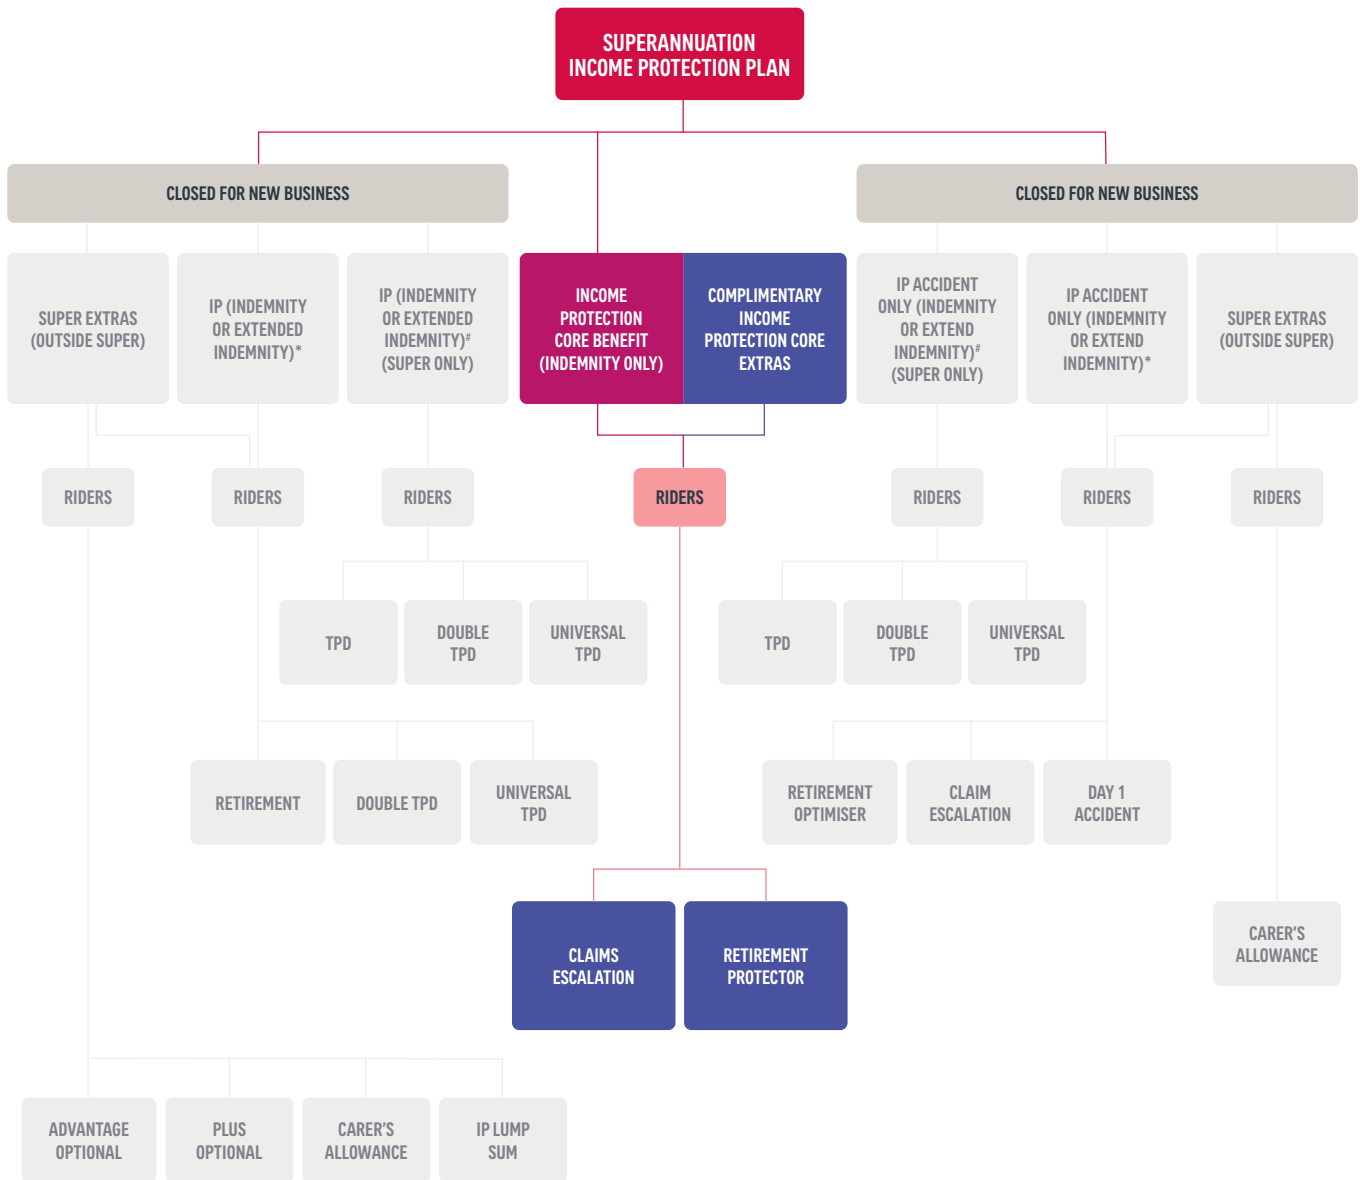 SUPERANNUATION
INCOME PROTECTION PLAN
CLOSED FOR NEW BUSINESS
CLOSED FOR NEW BUSINESS
SUPER EXTRAS
(OUTSIDE SUPER)
IP (INDEMNITY
OR EXTENDED
INDEMNITY)*
IP (INDEMNITY
OR EXTENDED
INDEMNITY)#
(SUPER ONLY)
INCOME
PROTECTION
CORE BENEFIT
(INDEMNITY ONLY)
COMPLIMENTARY
INCOME
PROTECTION CORE
EXTRAS
IP ACCIDENT
ONLY (INDEMNITY
OR EXTEND
INDEMNITY)#
(SUPER ONLY)
IP ACCIDENT
ONLY (INDEMNITY
OR EXTEND
INDEMNITY)*
SUPER EXTRAS
(OUTSIDE SUPER)
RIDERS
RIDERS
RIDERS
RIDERS
RIDERS
RIDERS
RIDERS
TPD
DOUBLE
TPD
UNIVERSAL
TPD
TPD
DOUBLE
TPD
UNIVERSAL
TPD
RETIREMENT
DOUBLE TPD
UNIVERSAL
TPD
RETIREMENT
OPTIMISER
CLAIM
ESCALATION
DAY 1
ACCIDENT
CLAIMS
ESCALATION
RETIREMENT
PROTECTOR
CARER'S
ALLOWANCE
ADVANTAGE
OPTIONAL
PLUS
OPTIONAL
CARER'S
ALLOWANCE
IP LUMP
SUM